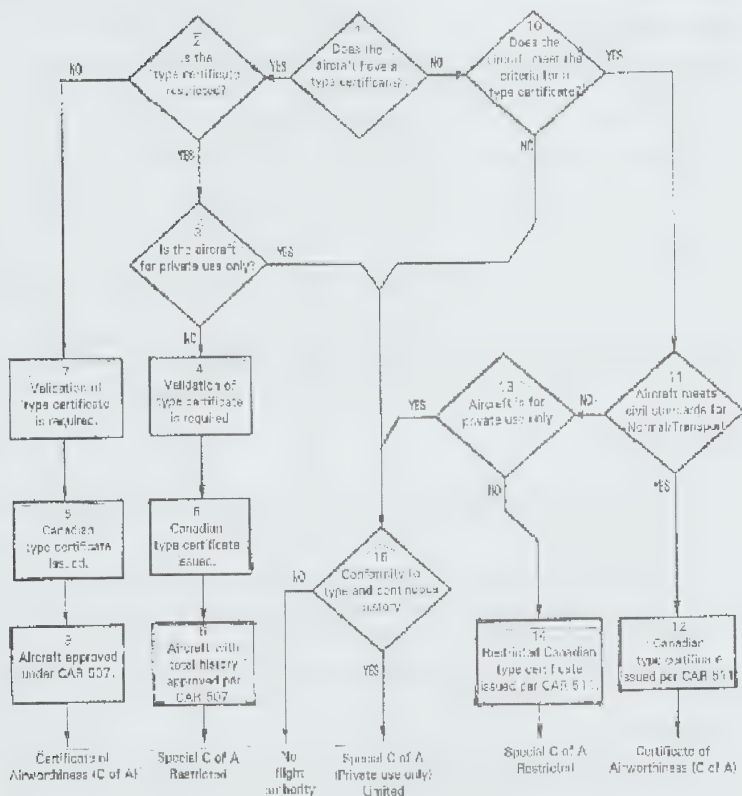 2
Is the
type certificate
restricted?
YES
1
Does the
aircraft have a
type certificate?
NO
10
Does the
aircraft meet the
criteria for a
type certificate?
YES
NO
YES
NO
3
Is the aircraft
for private use only?
YES
NO
7
Validation of
type certificate
is required.
4
Validation of
type certificate
is required
13
Aircraft is for
private use only
YES
NO
11
Aircraft meets
civil standards for
Normal/Transport
NO
YES
Canadian
type certificate
issued.
Canadian
type certificate
issued.
15
Conformity to
type and continuous
history
NO
YES
Aircraft approved
under CAR 507.
6
Aircraft with
total history
approved per
CAR 507
14
Restricted Canadian
type certificate
issued per CAR 511.
12
Canadian
type certificate
issued per CAR 511
Certificate of
Airworthiness (C of A)
Special C of A
Restricted
No
flight
authority
Special C of A
(Private use only)
Limited
Special C of A
Restricted
Certificate of
Airworthiness (C of A)